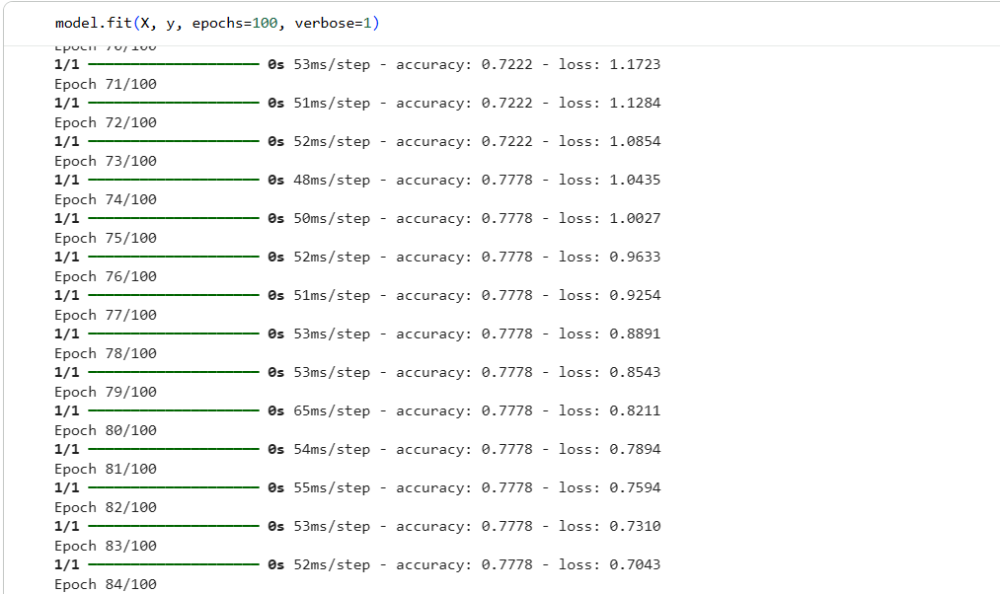 model.fit(X, y, epochs=100, verbose=1)
Epoch 70/100
1/1 ━━━━━━━━━━━━━━━━━━━━ 0s 53ms/step - accuracy: 0.7222 - loss: 1.1723
Epoch 71/100
1/1 ━━━━━━━━━━━━━━━━━━━━ 0s 51ms/step - accuracy: 0.7222 - loss: 1.1284
Epoch 72/100
1/1 ━━━━━━━━━━━━━━━━━━━━ 0s 52ms/step - accuracy: 0.7222 - loss: 1.0854
Epoch 73/100
1/1 ━━━━━━━━━━━━━━━━━━━━ 0s 48ms/step - accuracy: 0.7778 - loss: 1.0435
Epoch 74/100
1/1 ━━━━━━━━━━━━━━━━━━━━ 0s 50ms/step - accuracy: 0.7778 - loss: 1.0027
Epoch 75/100
1/1 ━━━━━━━━━━━━━━━━━━━━ 0s 52ms/step - accuracy: 0.7778 - loss: 0.9633
Epoch 76/100
1/1 ━━━━━━━━━━━━━━━━━━━━ 0s 51ms/step - accuracy: 0.7778 - loss: 0.9254
Epoch 77/100
1/1 ━━━━━━━━━━━━━━━━━━━━ 0s 53ms/step - accuracy: 0.7778 - loss: 0.8891
Epoch 78/100
1/1 ━━━━━━━━━━━━━━━━━━━━ 0s 53ms/step - accuracy: 0.7778 - loss: 0.8543
Epoch 79/100
1/1 ━━━━━━━━━━━━━━━━━━━━ 0s 65ms/step - accuracy: 0.7778 - loss: 0.8211
Epoch 80/100
1/1 ━━━━━━━━━━━━━━━━━━━━ 0s 54ms/step - accuracy: 0.7778 - loss: 0.7894
Epoch 81/100
1/1 ━━━━━━━━━━━━━━━━━━━━ 0s 55ms/step - accuracy: 0.7778 - loss: 0.7594
Epoch 82/100
1/1 ━━━━━━━━━━━━━━━━━━━━ 0s 53ms/step - accuracy: 0.7778 - loss: 0.7310
Epoch 83/100
1/1 ━━━━━━━━━━━━━━━━━━━━ 0s 52ms/step - accuracy: 0.7778 - loss: 0.7043
Epoch 84/100